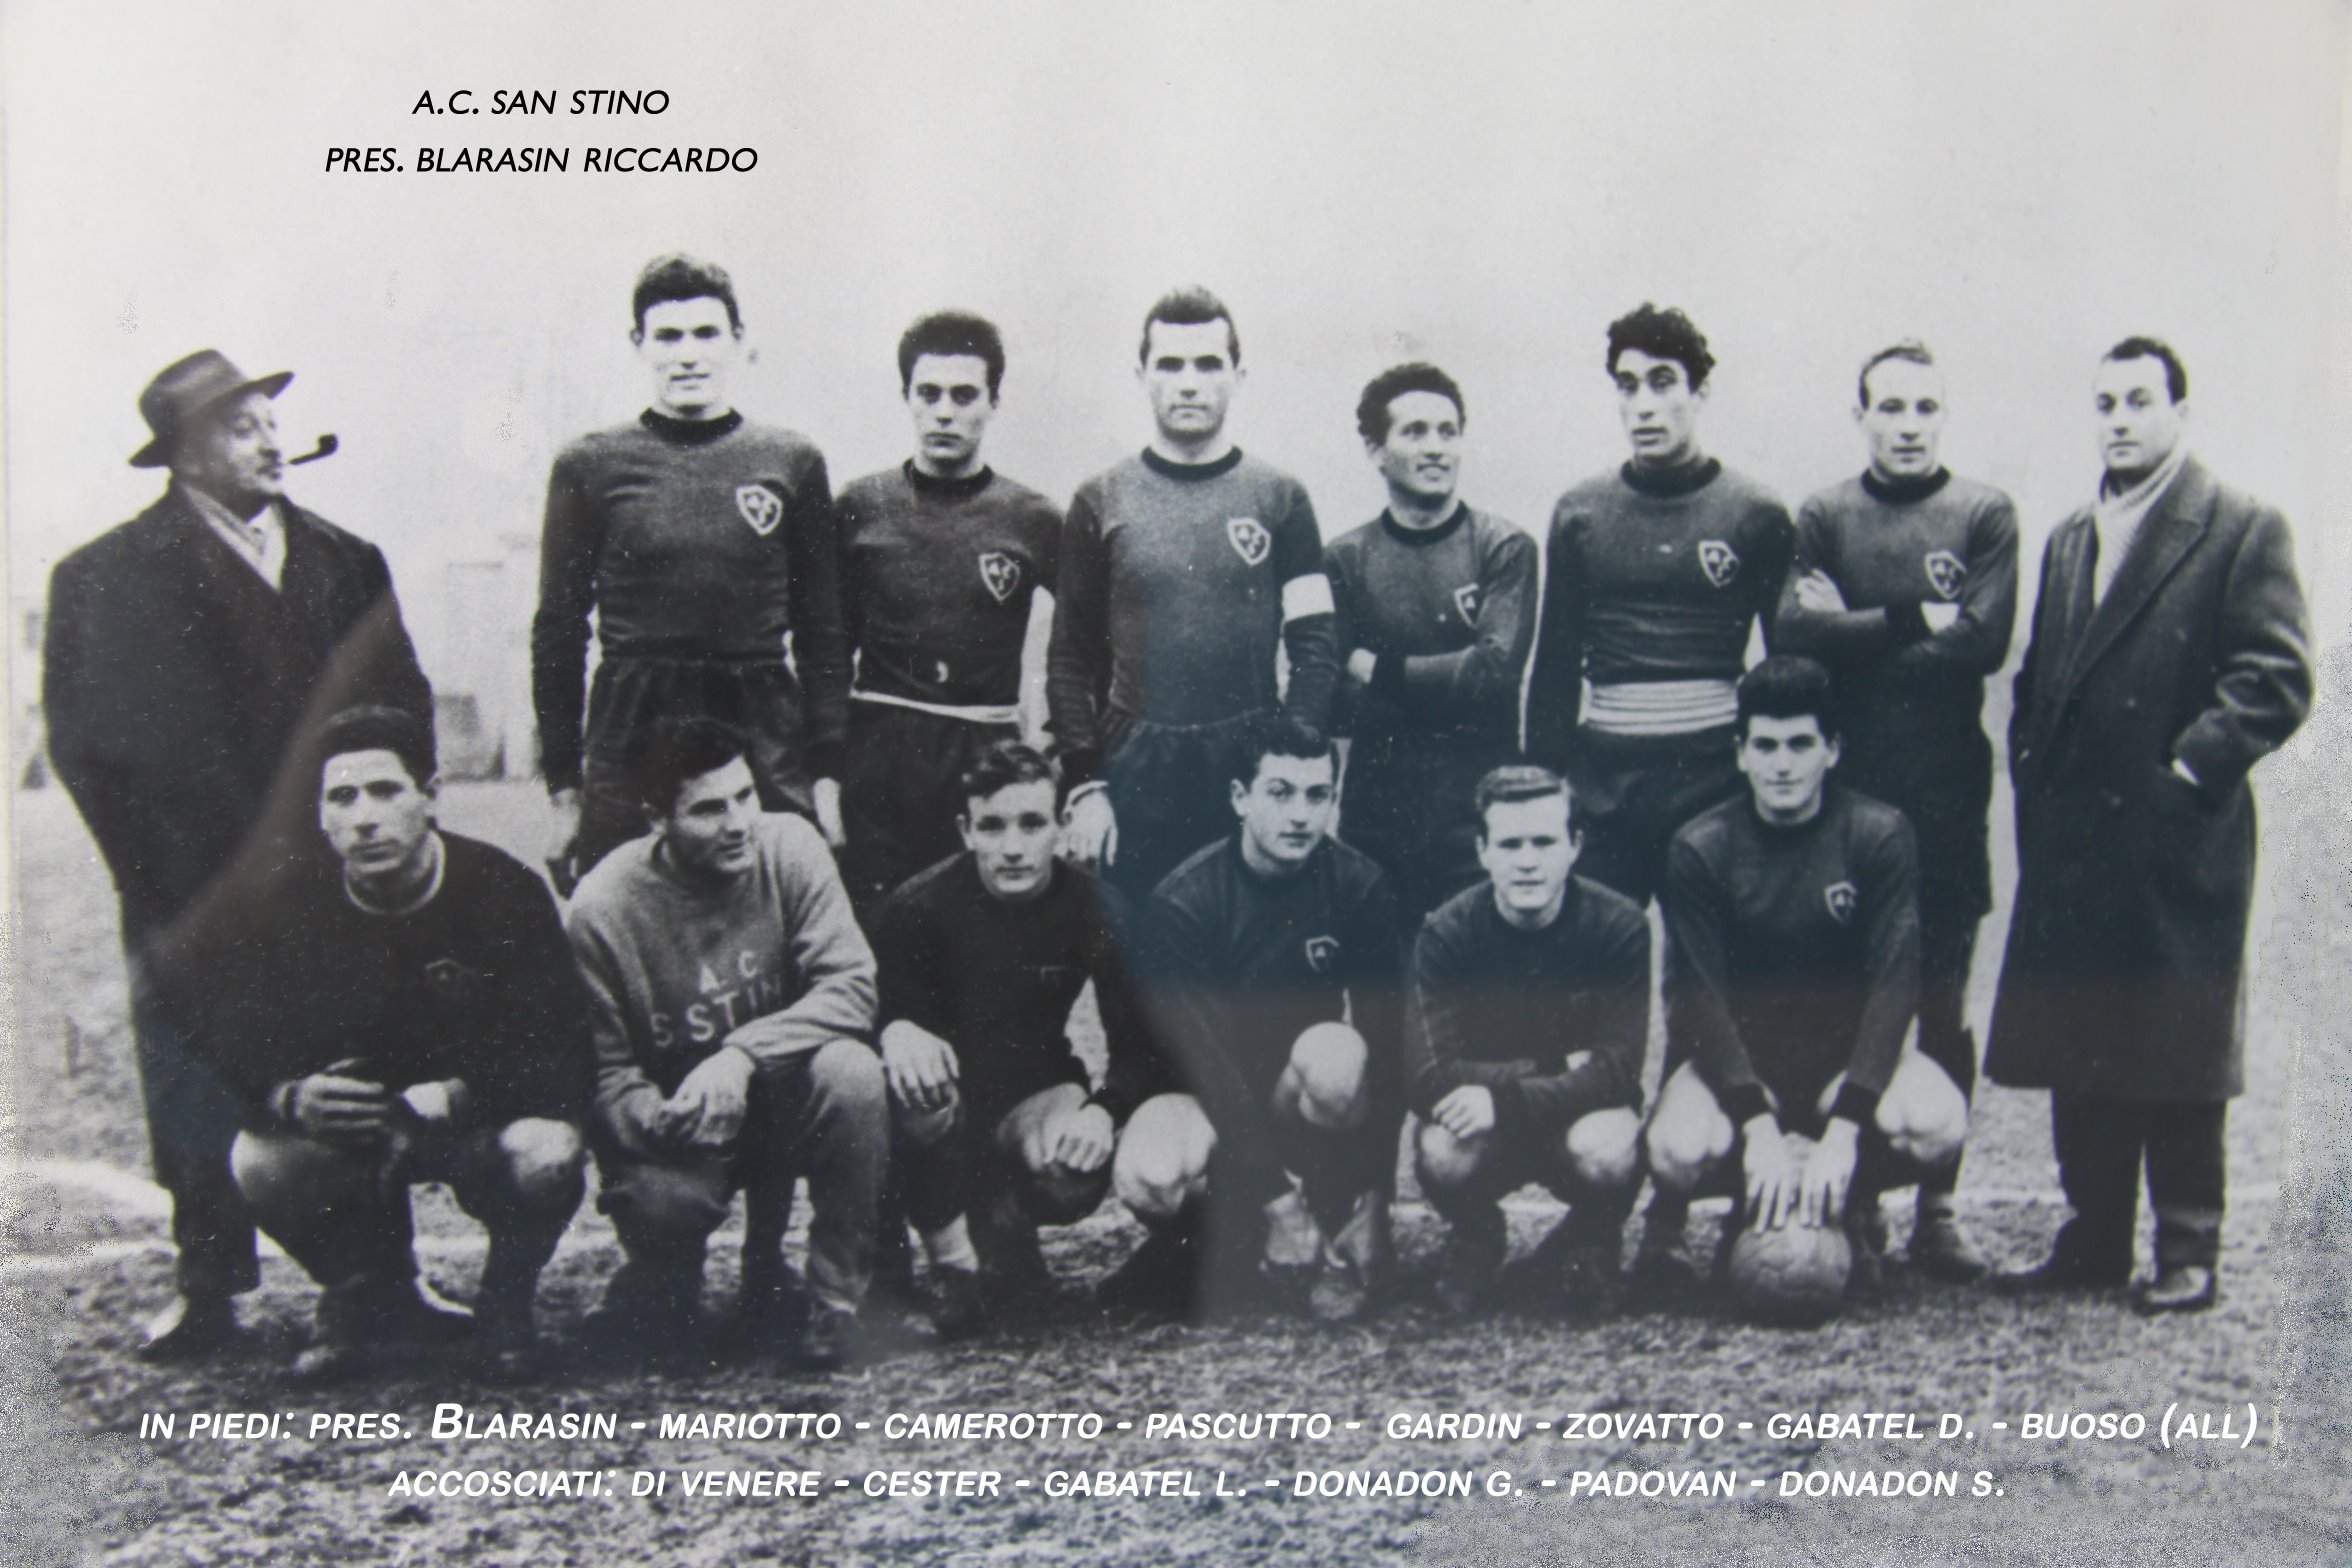 A.C. SAN STINO
PRES. BLARASIN RICCARDO
A C
S STIN
IN PIEDI: PRES. BLARASIN - MARIOTTO - CAMEROTTO - PASCUTTO - GARDIN - ZOVATTO - GABATEL D. - BUOSO (ALL)
ACCOSCIATI: DI VENERE - CESTER - GABATEL L. - DONADON G. - PADOVAN - DONADON S.